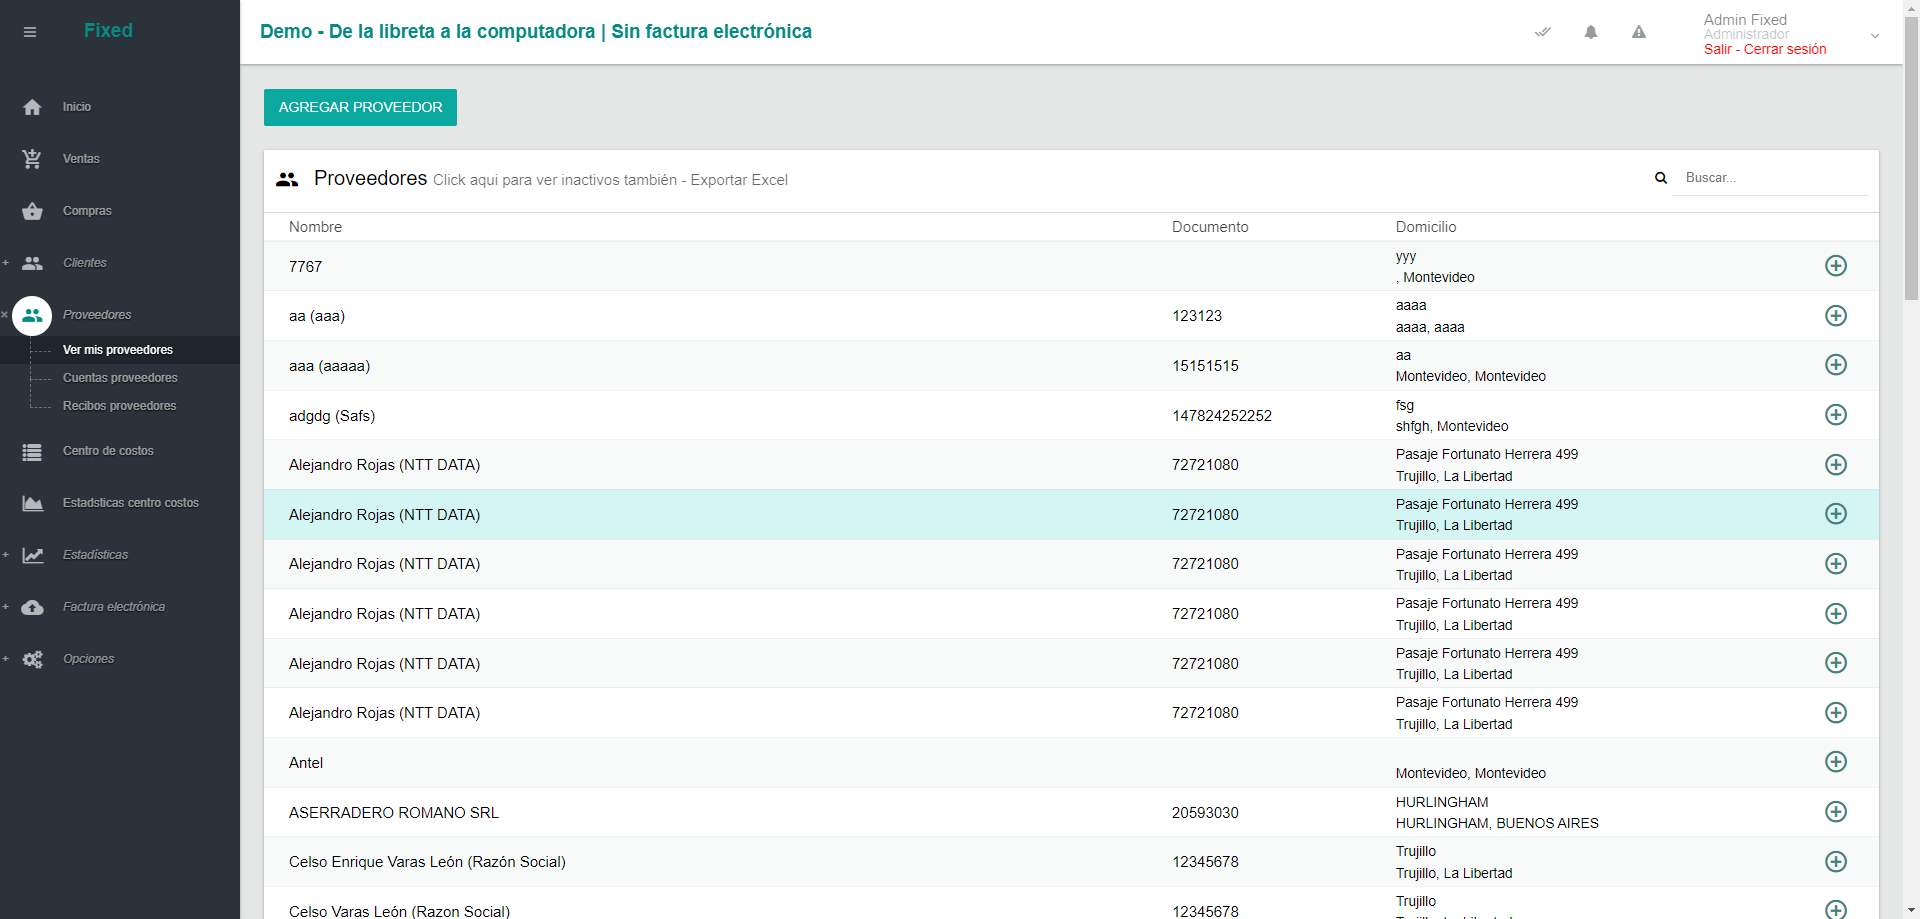 Fixed
Demo - De la libreta a la computadora | Sin factura electrónica
Admin Fixed
Administrador
Salir - Cerrar sesión
Inicio
Ventas
Compras
+ Clientes
× Proveedores
Ver mis proveedores
Cuentas proveedores
Recibos proveedores
Centro de costos
Estadsticas centro costos
+ Estadísticas
+ Factura electrónica
+ Opciones
AGREGAR PROVEEDOR
Proveedores Click aqui para ver inactivos también - Exportar Excel
Buscar...
Nombre Documento Domicilio
7767 yyy
, Montevideo
aa (aaa) 123123 aaaa
aaaa, aaaa
aaa (aaaaa) 15151515 aa
Montevideo, Montevideo
adgdg (Safs) 147824252252 fsg
shfgh, Montevideo
Alejandro Rojas (NTT DATA) 72721080 Pasaje Fortunato Herrera 499
Trujillo, La Libertad
Alejandro Rojas (NTT DATA) 72721080 Pasaje Fortunato Herrera 499
Trujillo, La Libertad
Alejandro Rojas (NTT DATA) 72721080 Pasaje Fortunato Herrera 499
Trujillo, La Libertad
Alejandro Rojas (NTT DATA) 72721080 Pasaje Fortunato Herrera 499
Trujillo, La Libertad
Alejandro Rojas (NTT DATA) 72721080 Pasaje Fortunato Herrera 499
Trujillo, La Libertad
Alejandro Rojas (NTT DATA) 72721080 Pasaje Fortunato Herrera 499
Trujillo, La Libertad
Antel
Montevideo, Montevideo
ASERRADERO ROMANO SRL 20593030 HURLINGHAM
HURLINGHAM, BUENOS AIRES
Celso Enrique Varas León (Razón Social) 12345678 Trujillo
Trujillo, La Libertad
Celso Varas León (Razon Social) 12345678 Trujillo